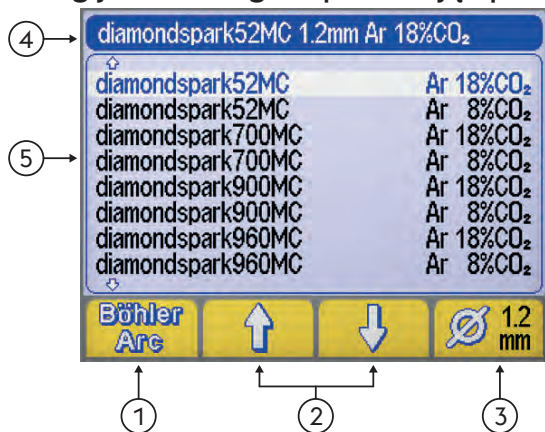 4
diamondspark52MC 1.2mm Ar 18%CO₂
diamondspark52MC Ar 18%CO₂
diamondspark52MC Ar 8%CO₂
diamondspark700MC Ar 18%CO₂
5
diamondspark700MC Ar 8%CO₂
diamondspark900MC Ar 18%CO₂
diamondspark900MC Ar 8%CO₂
diamondspark960MC Ar 18%CO₂
diamondspark960MC Ar 8%CO₂
Böhler Arc
Ø 1.2 mm
1 2 3